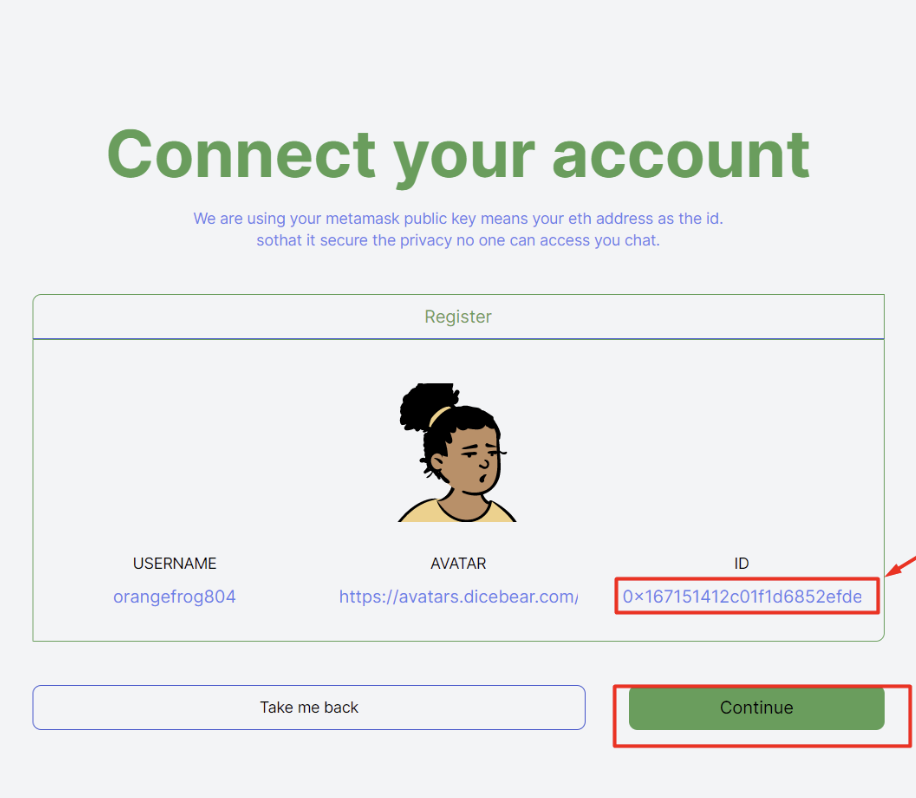 Connect your account
We are using your metamask public key means your eth address as the id.
sothat it secure the privacy no one can access you chat.
Register
USERNAME
AVATAR
ID
orangefrog804
https://avatars.dicebear.com/
0x167151412c01f1d6852efde
Take me back
Continue